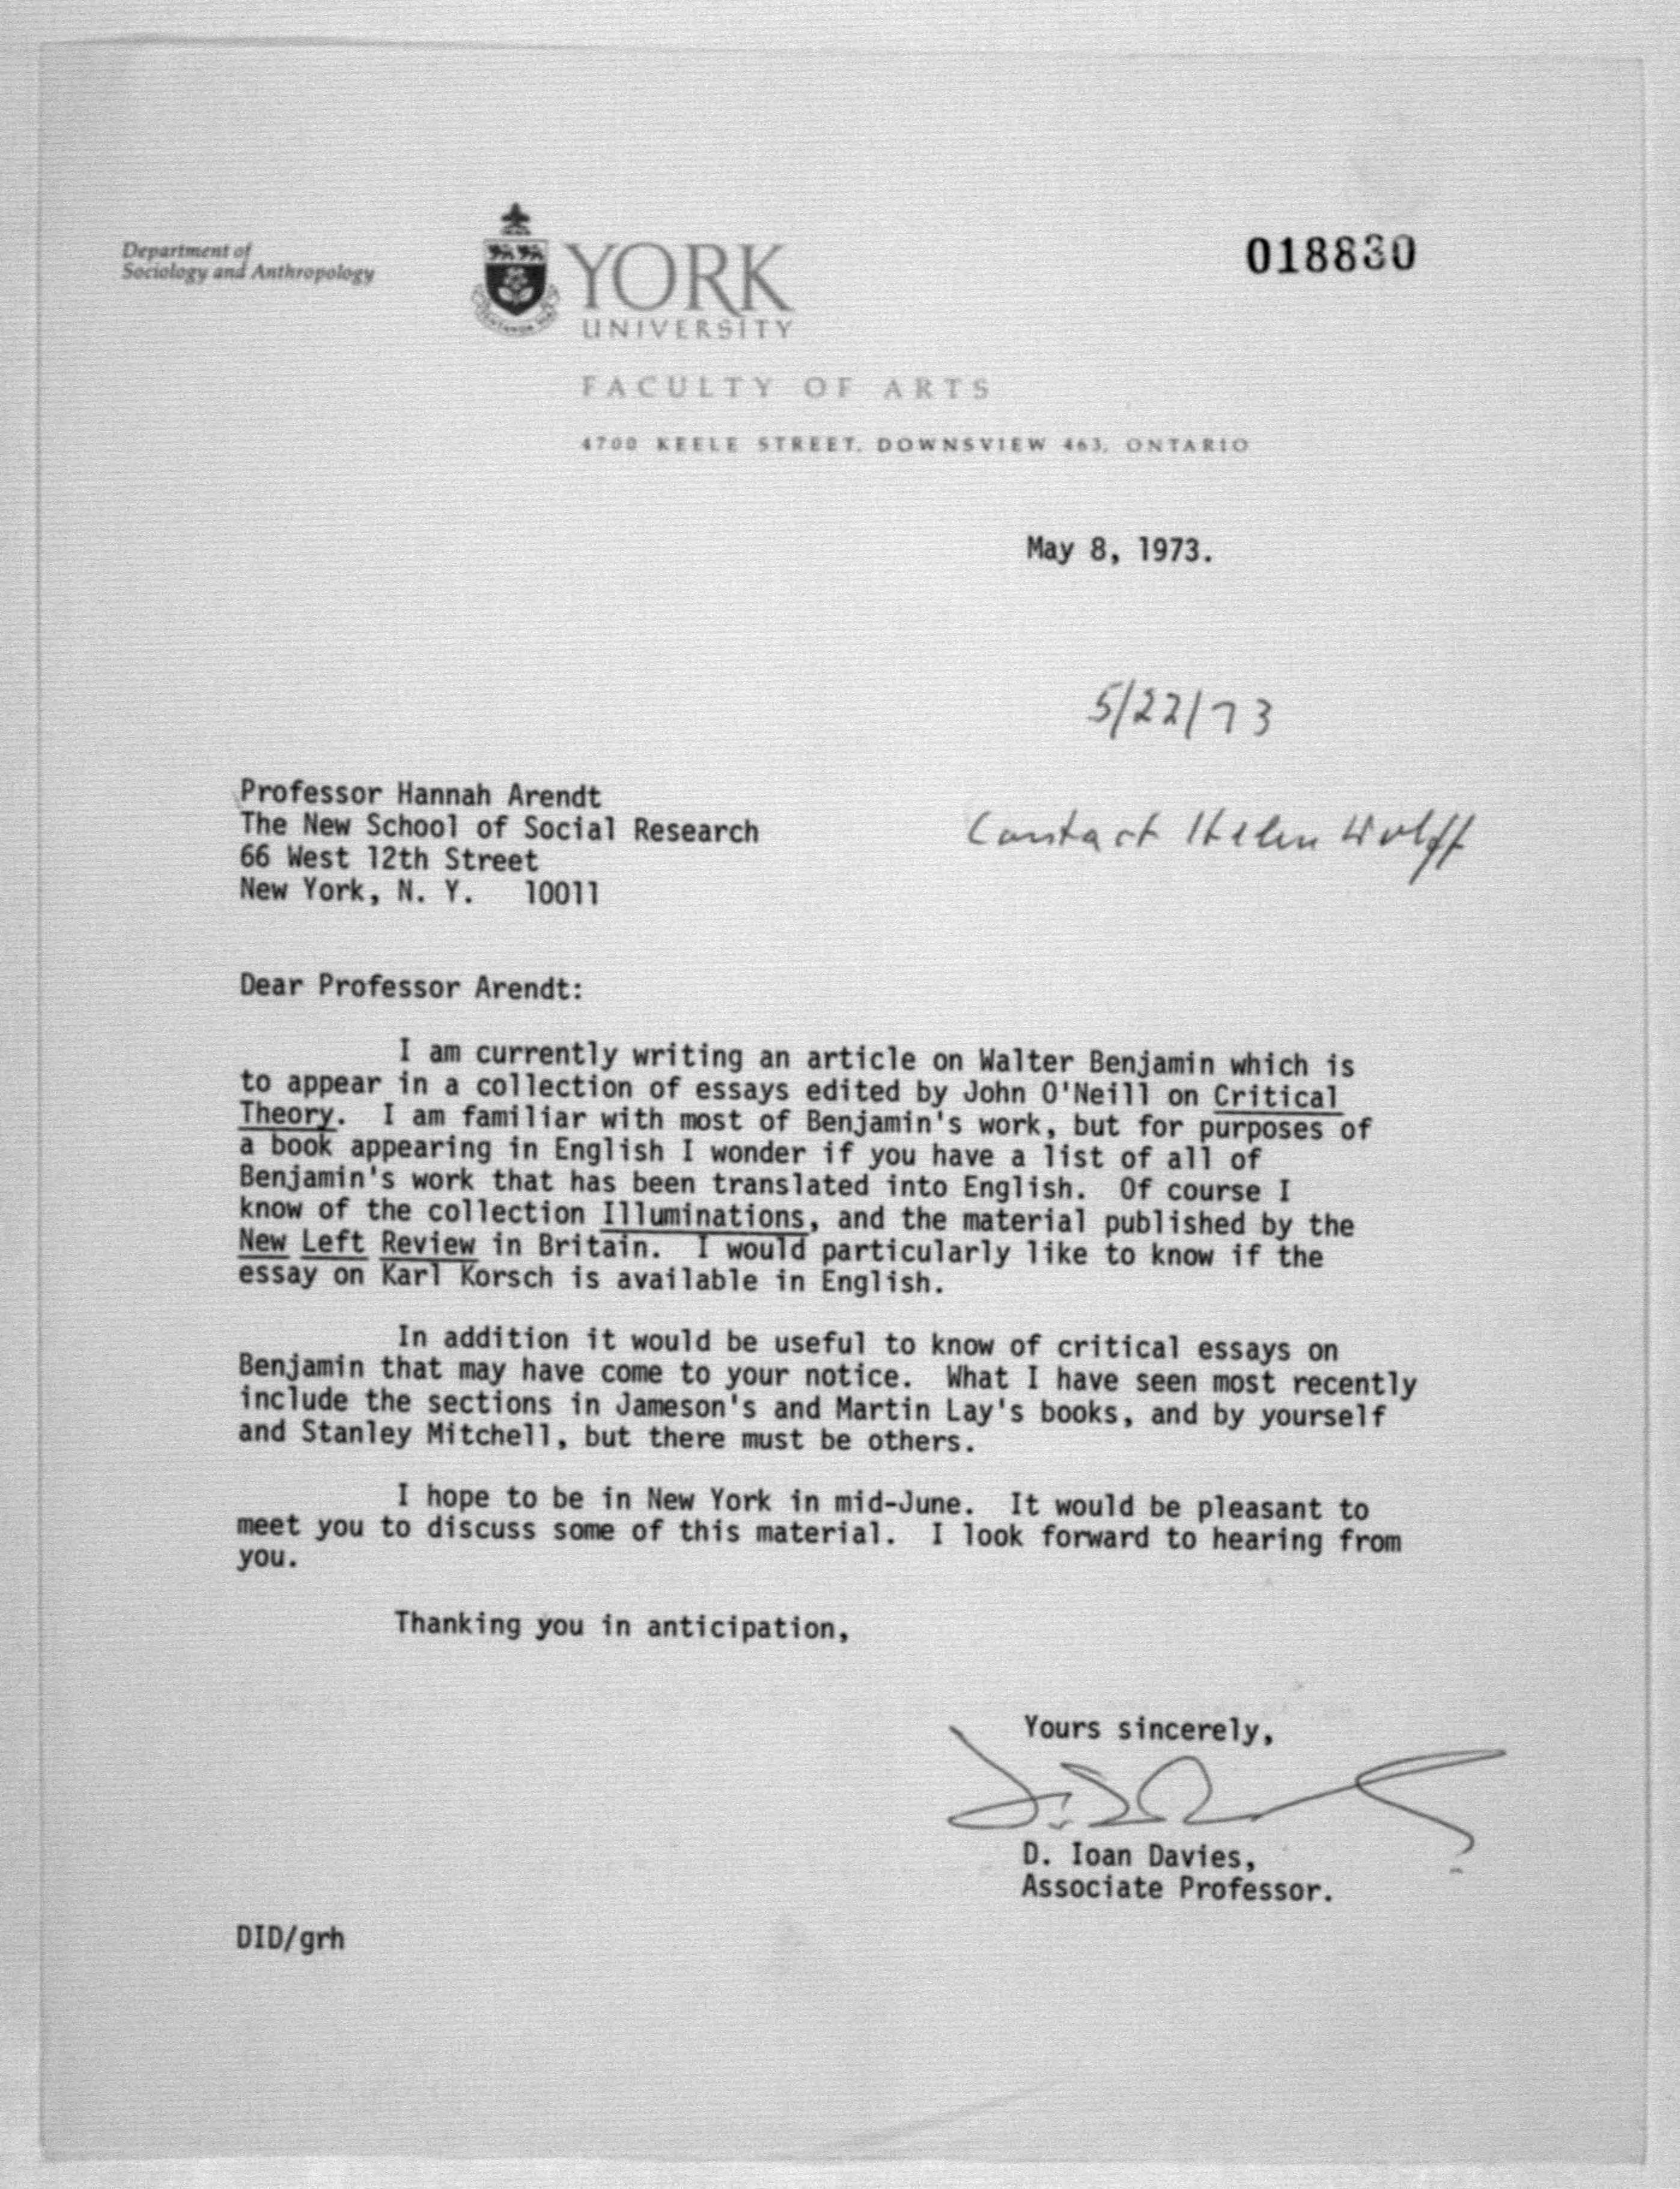 Department of
Sociology and Anthropology
YORK
UNIVERSITY
018830
FACULTY OF ARTS
4700 KEELE STREET, DOWNSVIEW 463, ONTARIO
May 8, 1973.
5/22/73
Professor Hannah Arendt
The New School of Social Research
66 West 12th Street
New York, N. Y. 10011
Contact Helen Wolff
Dear Professor Arendt:
I am currently writing an article on Walter Benjamin which is
to appear in a collection of essays edited by John O'Neill on Critical
Theory. I am familiar with most of Benjamin's work, but for purposes of
a book appearing in English I wonder if you have a list of all of
Benjamin's work that has been translated into English. Of course I
know of the collection Illuminations, and the material published by the
New Left Review in Britain. I would particularly like to know if the
essay on Karl Korsch is available in English.
In addition it would be useful to know of critical essays on
Benjamin that may have come to your notice. What I have seen most recently
include the sections in Jameson's and Martin Lay's books, and by yourself
and Stanley Mitchell, but there must be others.
I hope to be in New York in mid-June. It would be pleasant to
meet you to discuss some of this material. I look forward to hearing from
you.
Thanking you in anticipation,
Yours sincerely,
D. Ioan Davies,
Associate Professor.
DID/grh